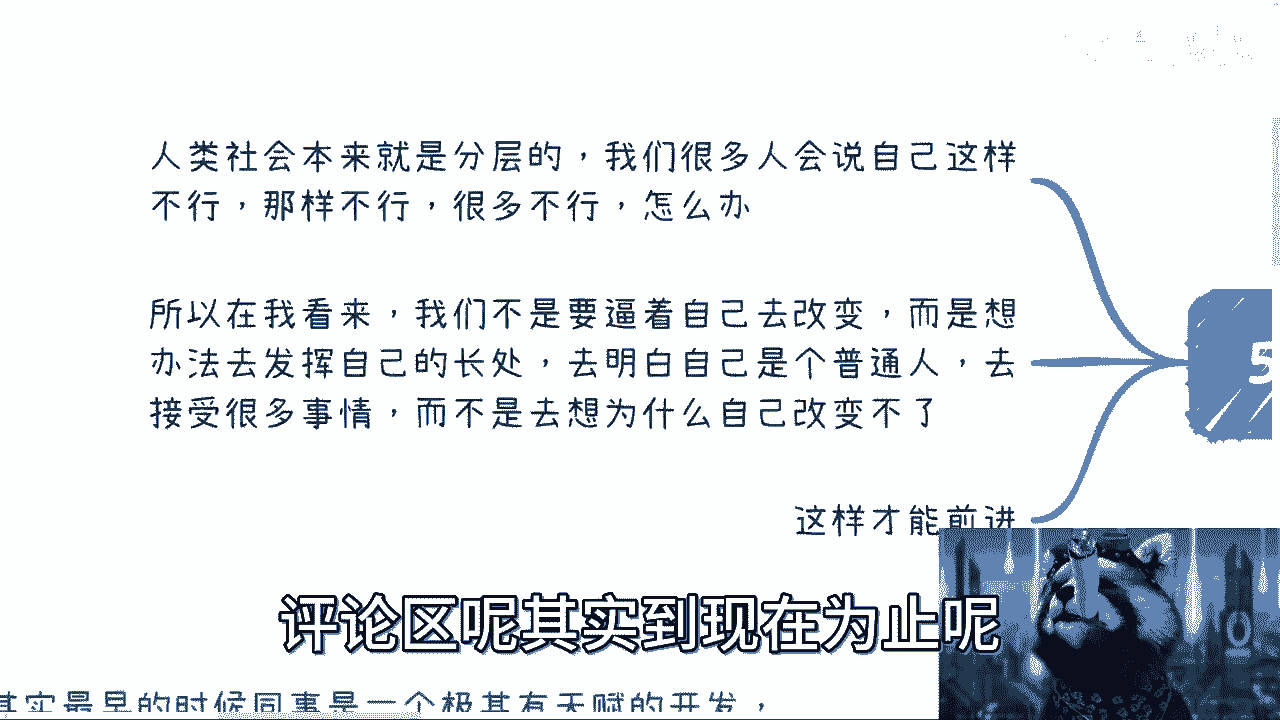 人类社会本来就是分层的，我们很多人会说自己这样
不行，那样不行，很多不行，怎么办
所以在我看来，我们不是要逼着自己去改变，而是想
办法去发挥自己的长处，去明白自己是个普通人，去
接受很多事情，而不是去想为什么自己改变不了
这样才能前进
5
评论区呢其实到现在为止呢
其实最早的时候同事是一个极其有天赋的开发，